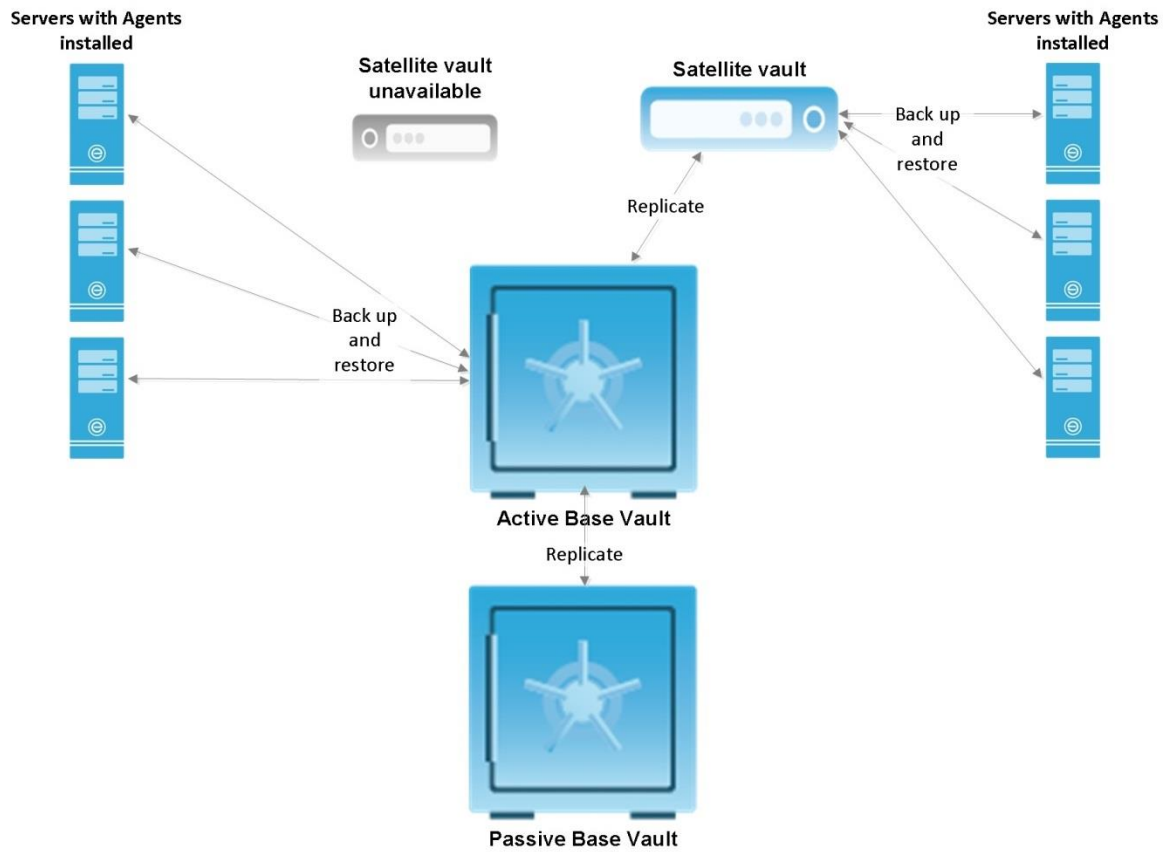 Servers with Agents
installed
Satellite vault
unavailable
Satellite vault
Servers with Agents
installed
Back up
and
restore
Replicate
Back up
and
restore
Active Base Vault
Replicate
Passive Base Vault